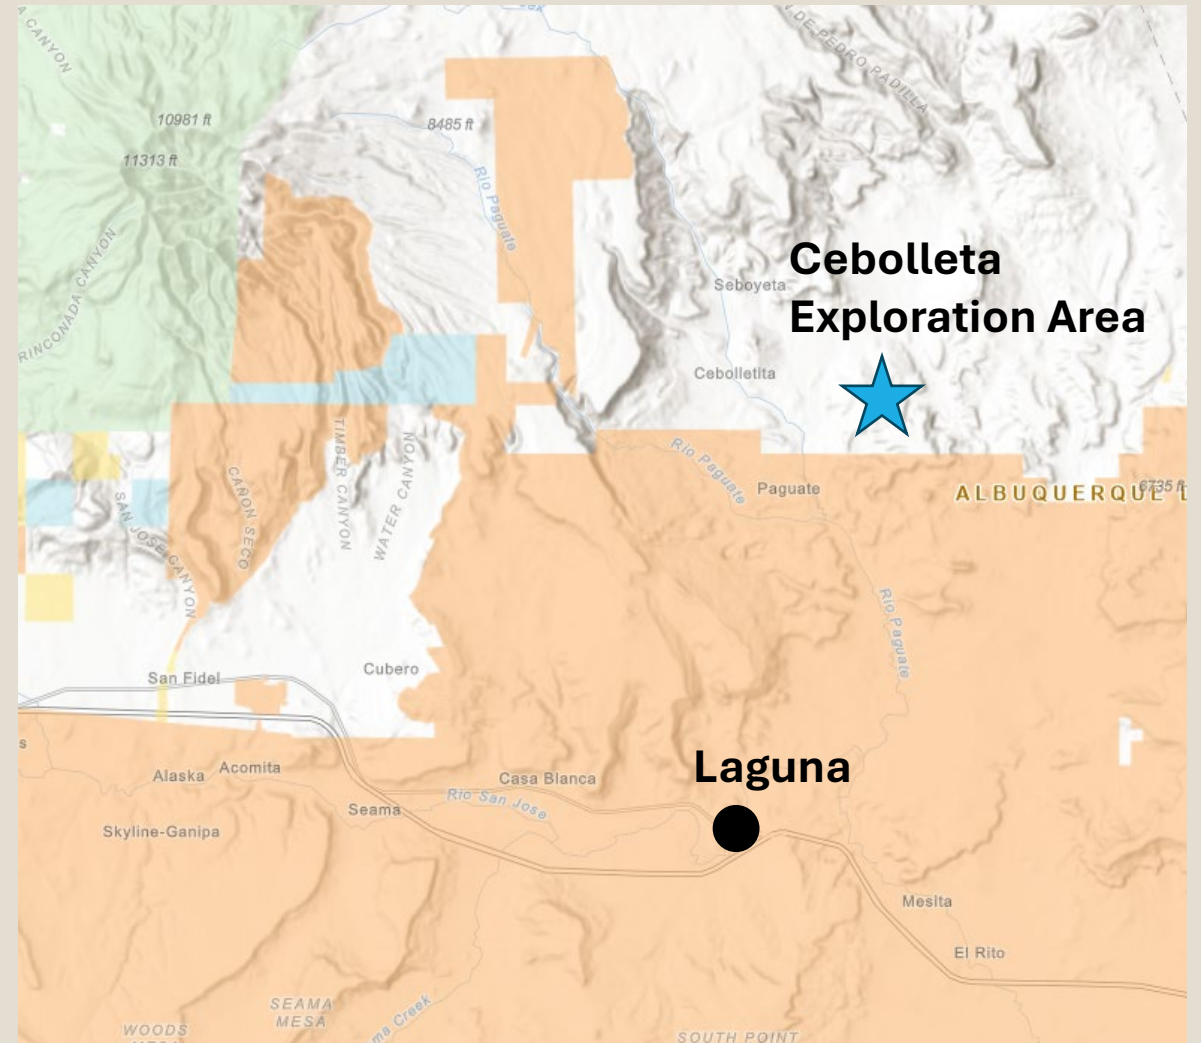 A CANYON
ek
N DE PEDRO PADILLA
10981 ft
8485 ft
11313 ft
Rio Paguate
RINCONADA CANYON
Cebolleta
Exploration Area
Seboyeta
Cebolletita
TIMBER CANYON
WATER CANYON
CAÑON SECO
SAN JOSE CANYON
Rio Paguate
Paguate
6735 ft
ALBUQUERQUE
Rio Paguate
San Fidel
Cubero
s
Alaska
Acomita
Casa Blanca
Laguna
Seama
Rio San Jose
Skyline-Ganipa
Mesita
El Rito
SEAMA
MESA
ma Creek
WOODS
SOUTH POINT